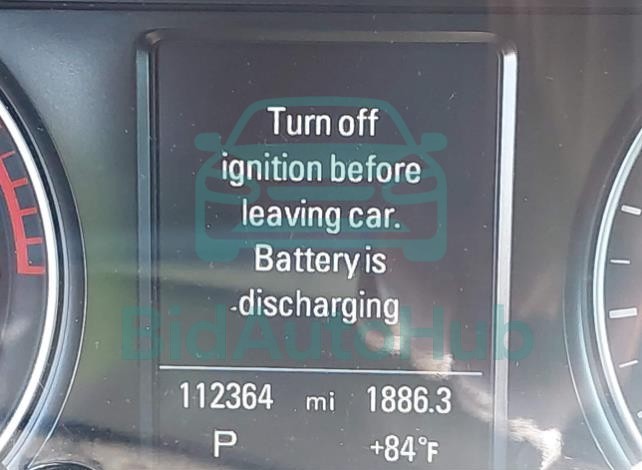 Turn off
ignition before
leaving car.
Battery is
discharging
BidAutoHub
112364 mi 1886.3
P +84°F